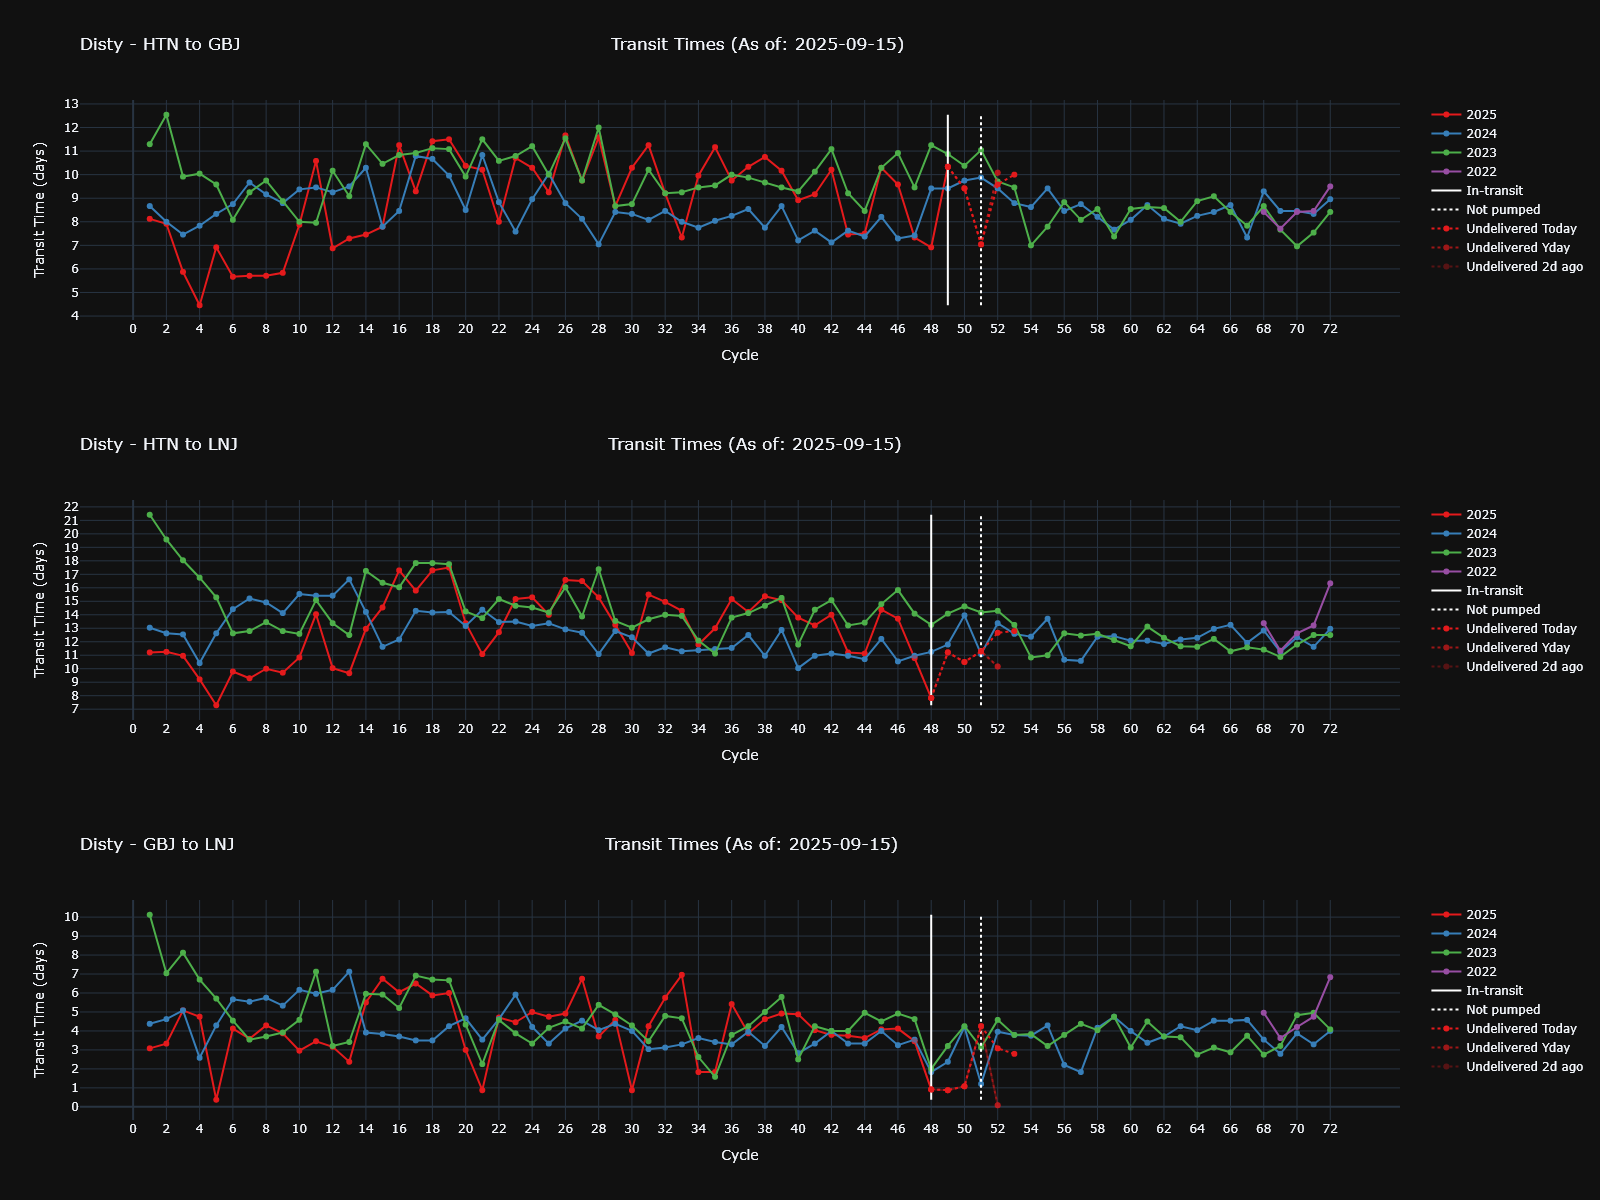 Disty - HTN to GBJ
Transit Times (As of: 2025-09-15)
Transit Time (days)
13
12
11
10
9
8
7
6
5
4
0 2 4 6 8 10 12 14 16 18 20 22 24 26 28 30 32 34 36 38 40 42 44 46 48 50 52 54 56 58 60 62 64 66 68 70 72
Cycle
2025
2024
2023
2022
In-transit
Not pumped
Undelivered Today
Undelivered Yday
Undelivered 2d ago
Disty - HTN to LNJ
Transit Times (As of: 2025-09-15)
Transit Time (days)
22
21
20
19
18
17
16
15
14
13
12
11
10
9
8
7
0 2 4 6 8 10 12 14 16 18 20 22 24 26 28 30 32 34 36 38 40 42 44 46 48 50 52 54 56 58 60 62 64 66 68 70 72
Cycle
2025
2024
2023
2022
In-transit
Not pumped
Undelivered Today
Undelivered Yday
Undelivered 2d ago
Disty - GBJ to LNJ
Transit Times (As of: 2025-09-15)
Transit Time (days)
10
9
8
7
6
5
4
3
2
1
0
0 2 4 6 8 10 12 14 16 18 20 22 24 26 28 30 32 34 36 38 40 42 44 46 48 50 52 54 56 58 60 62 64 66 68 70 72
Cycle
2025
2024
2023
2022
In-transit
Not pumped
Undelivered Today
Undelivered Yday
Undelivered 2d ago